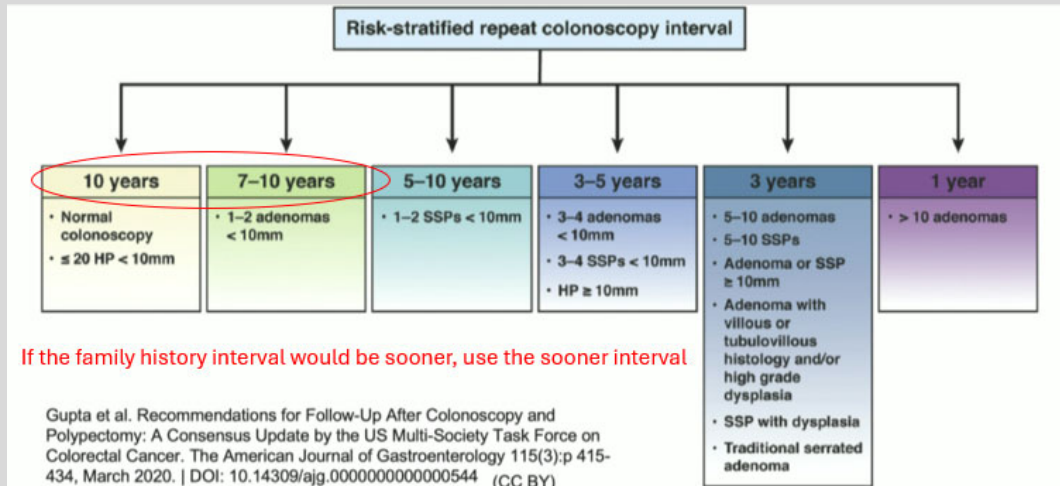 Risk-stratified repeat colonoscopy interval
10 years
• Normal
colonoscopy
• ≤ 20 HP < 10mm
7–10 years
• 1–2 adenomas
< 10mm
5–10 years
• 1–2 SSPs < 10mm
3–5 years
• 3–4 adenomas
< 10mm
• 3–4 SSPs < 10mm
• HP ≥ 10mm
3 years
• 5–10 adenomas
• 5–10 SSPs
• Adenoma or SSP
≥ 10mm
• Adenoma with
villous or
tubulovillous
histology and/or
high grade
dysplasia
• SSP with dysplasia
• Traditional serrated
adenoma
1 year
• > 10 adenomas
If the family history interval would be sooner, use the sooner interval
Gupta et al. Recommendations for Follow-Up After Colonoscopy and
Polypectomy: A Consensus Update by the US Multi-Society Task Force on
Colorectal Cancer. The American Journal of Gastroenterology 115(3):p 415-
434, March 2020. | DOI: 10.14309/ajg.0000000000000544 (CC BY)